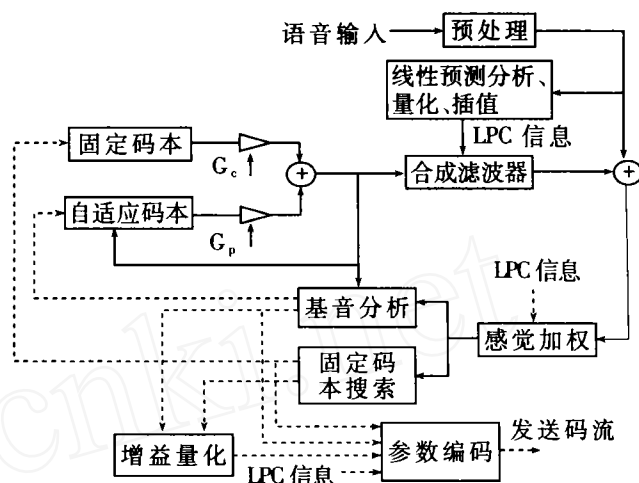 语音输入
预处理
线性预测分析、
量化、插值
LPC 信息
固定码本
G_c
合成滤波器
自适应码本
G_p
LPC 信息
基音分析
感觉加权
固定码
本搜索
发送码流
增益量化
参数编码
LPC 信息
cnki.net